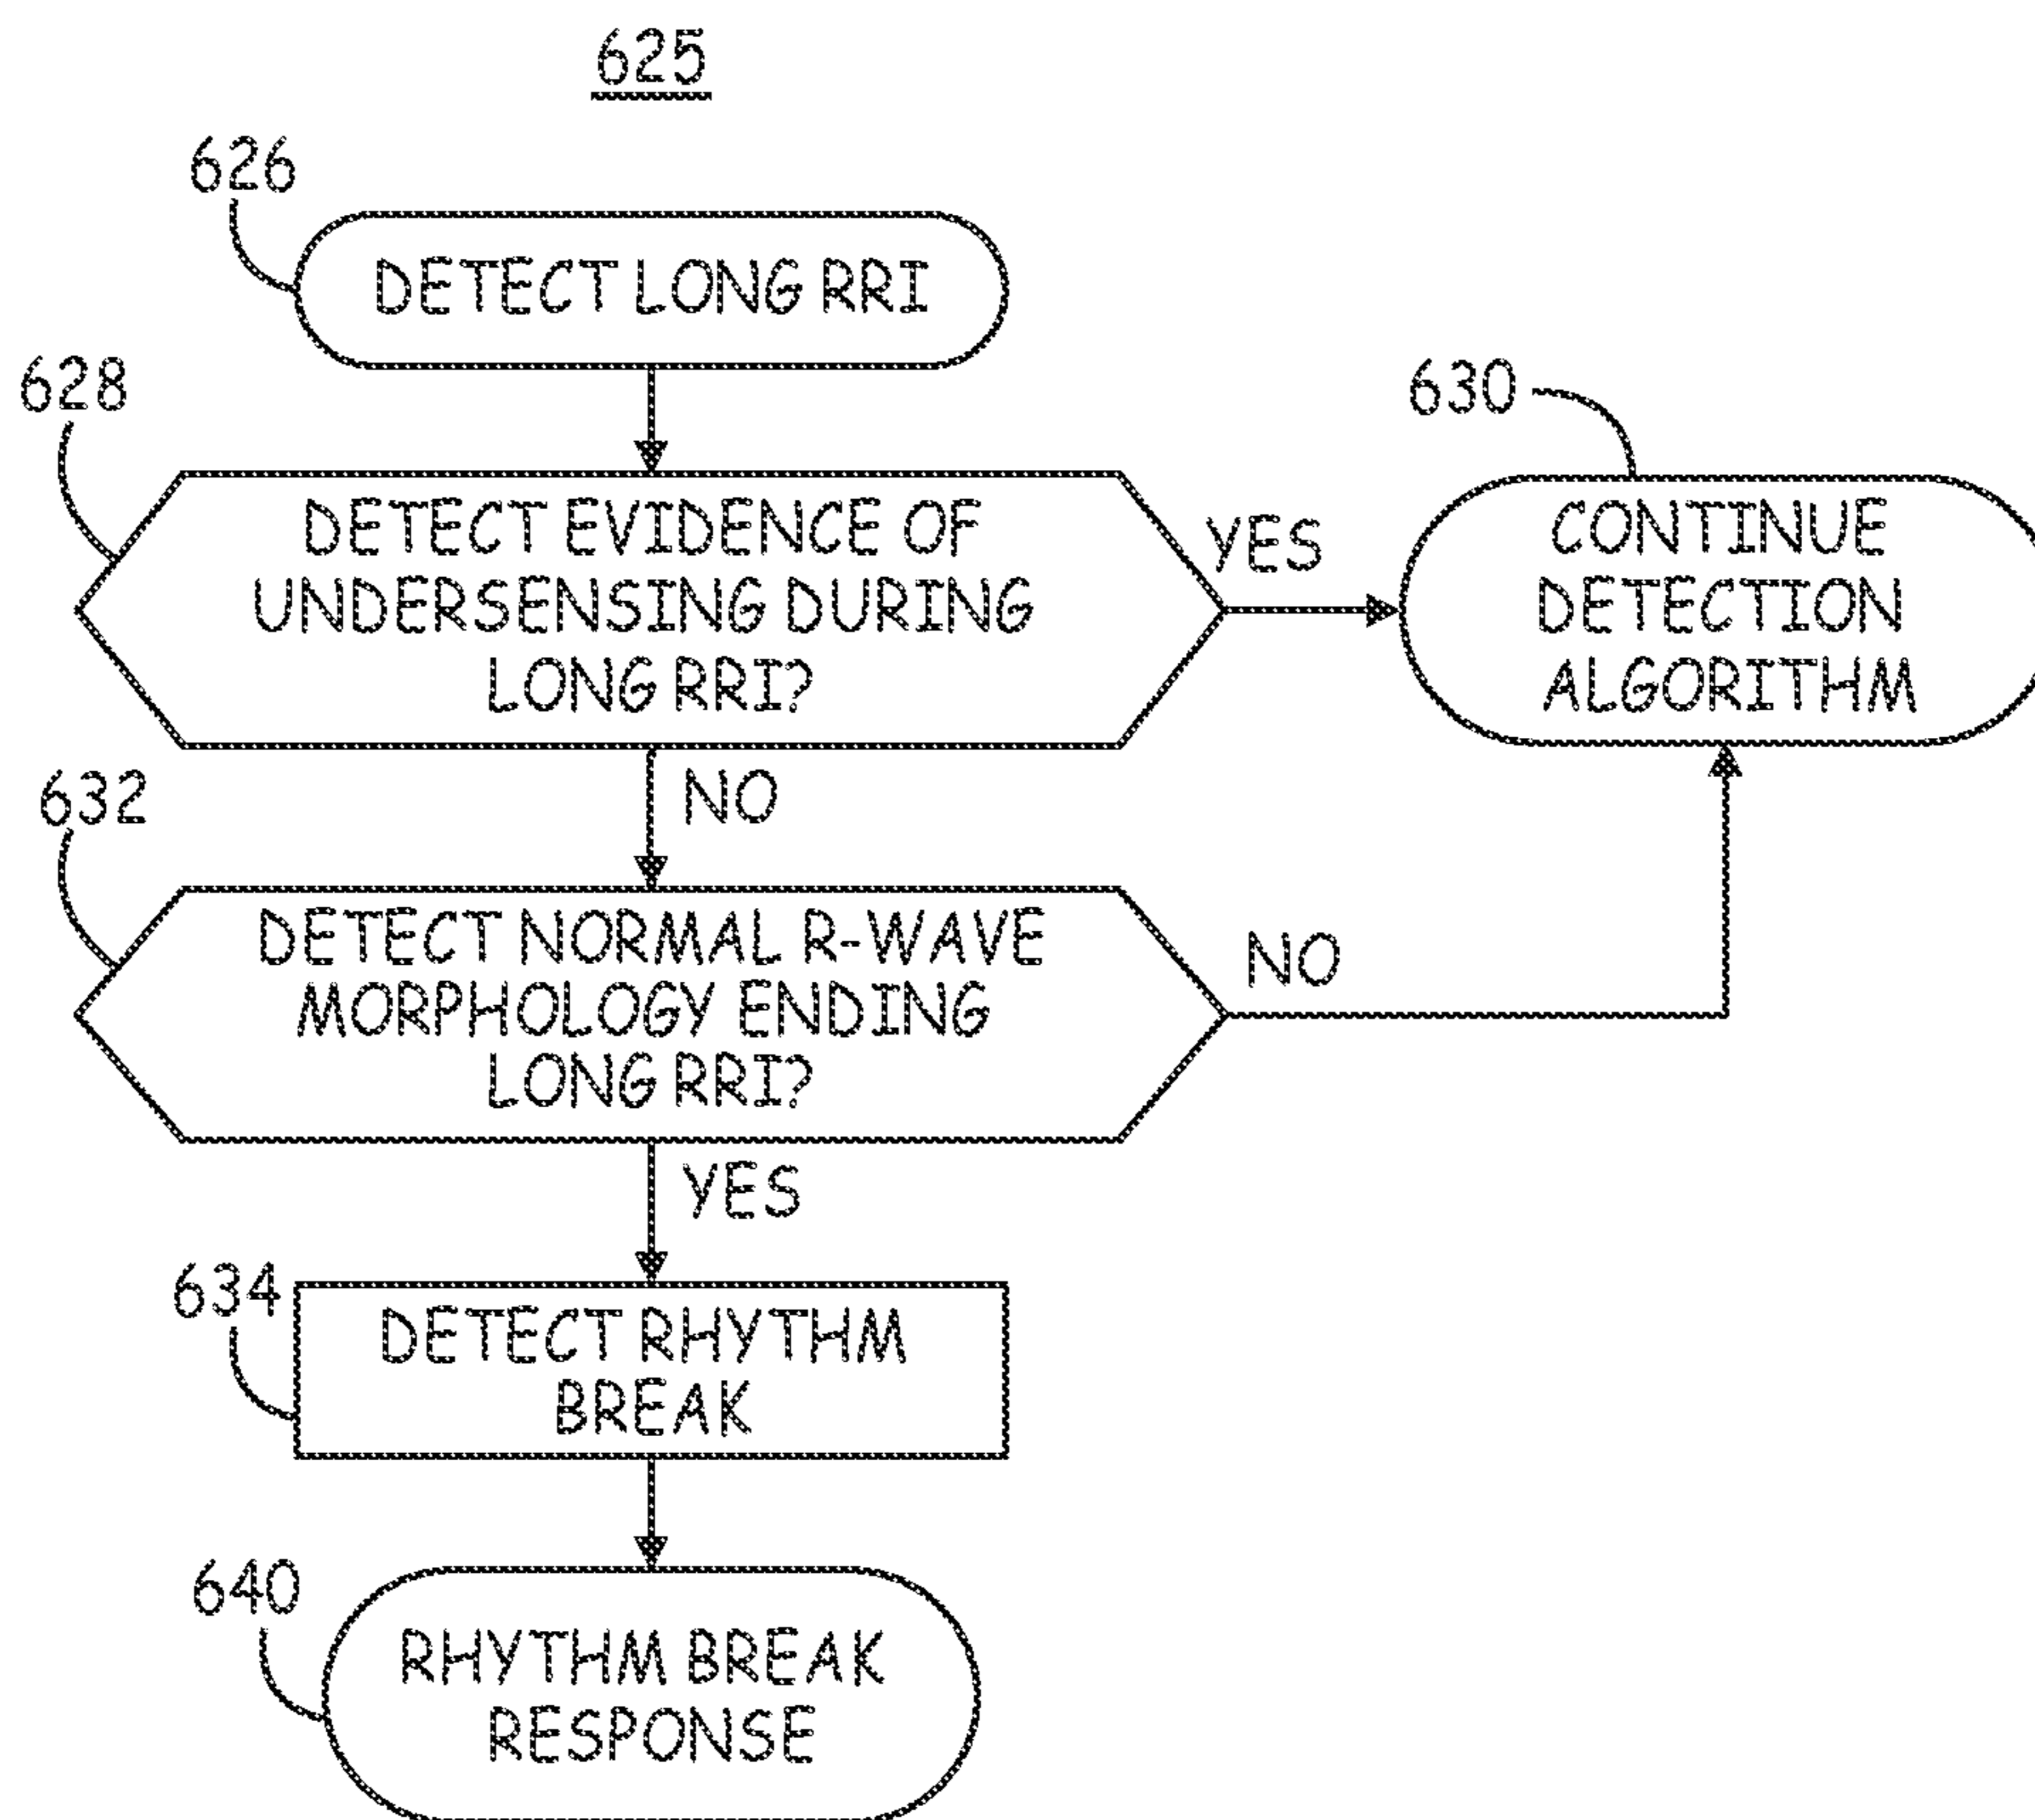 625
626
DETECT LONG RRI
628
DETECT EVIDENCE OF
UNDERSENSING DURING
LONG RRI?
YES
630
CONTINUE
DETECTION
ALGORITHM
NO
632
DETECT NORMAL R-WAVE
MORPHOLOGY ENDING
LONG RRI?
NO
YES
634
DETECT RHYTHM
BREAK
640
RHYTHM BREAK
RESPONSE